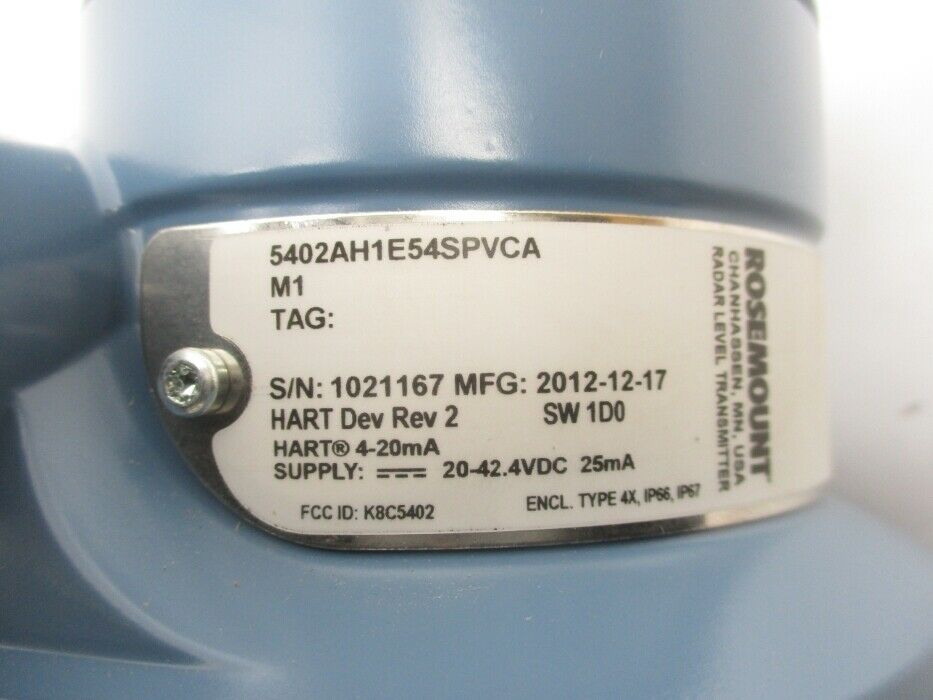 5402AH1E54SPVCA
M1
TAG:
S/N: 1021167 MFG: 2012-12-17
HART Dev Rev 2 SW 1D0
HART® 4-20mA
SUPPLY: ⎓ 20-42.4VDC 25mA
FCC ID: K8C5402 ENCL. TYPE 4X, IP66, IP67
ROSEMOUNT
CHANHASSEN, MN, USA
RADAR LEVEL TRANSMITTER